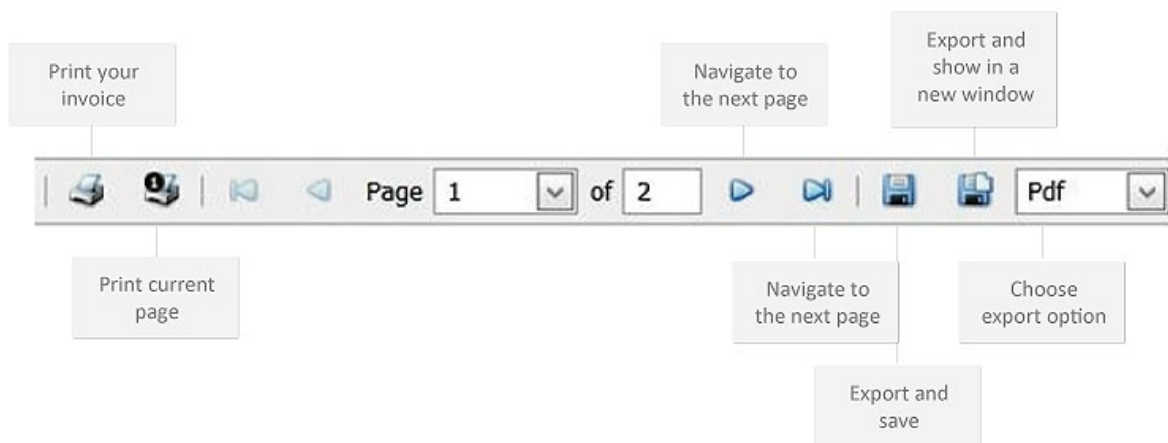 Print your
invoice
Navigate to
the next page
Export and
show in a
new window
Page 1 of 2 Pdf
Print current
page
Navigate to
the next page
Choose
export option
Export and
save